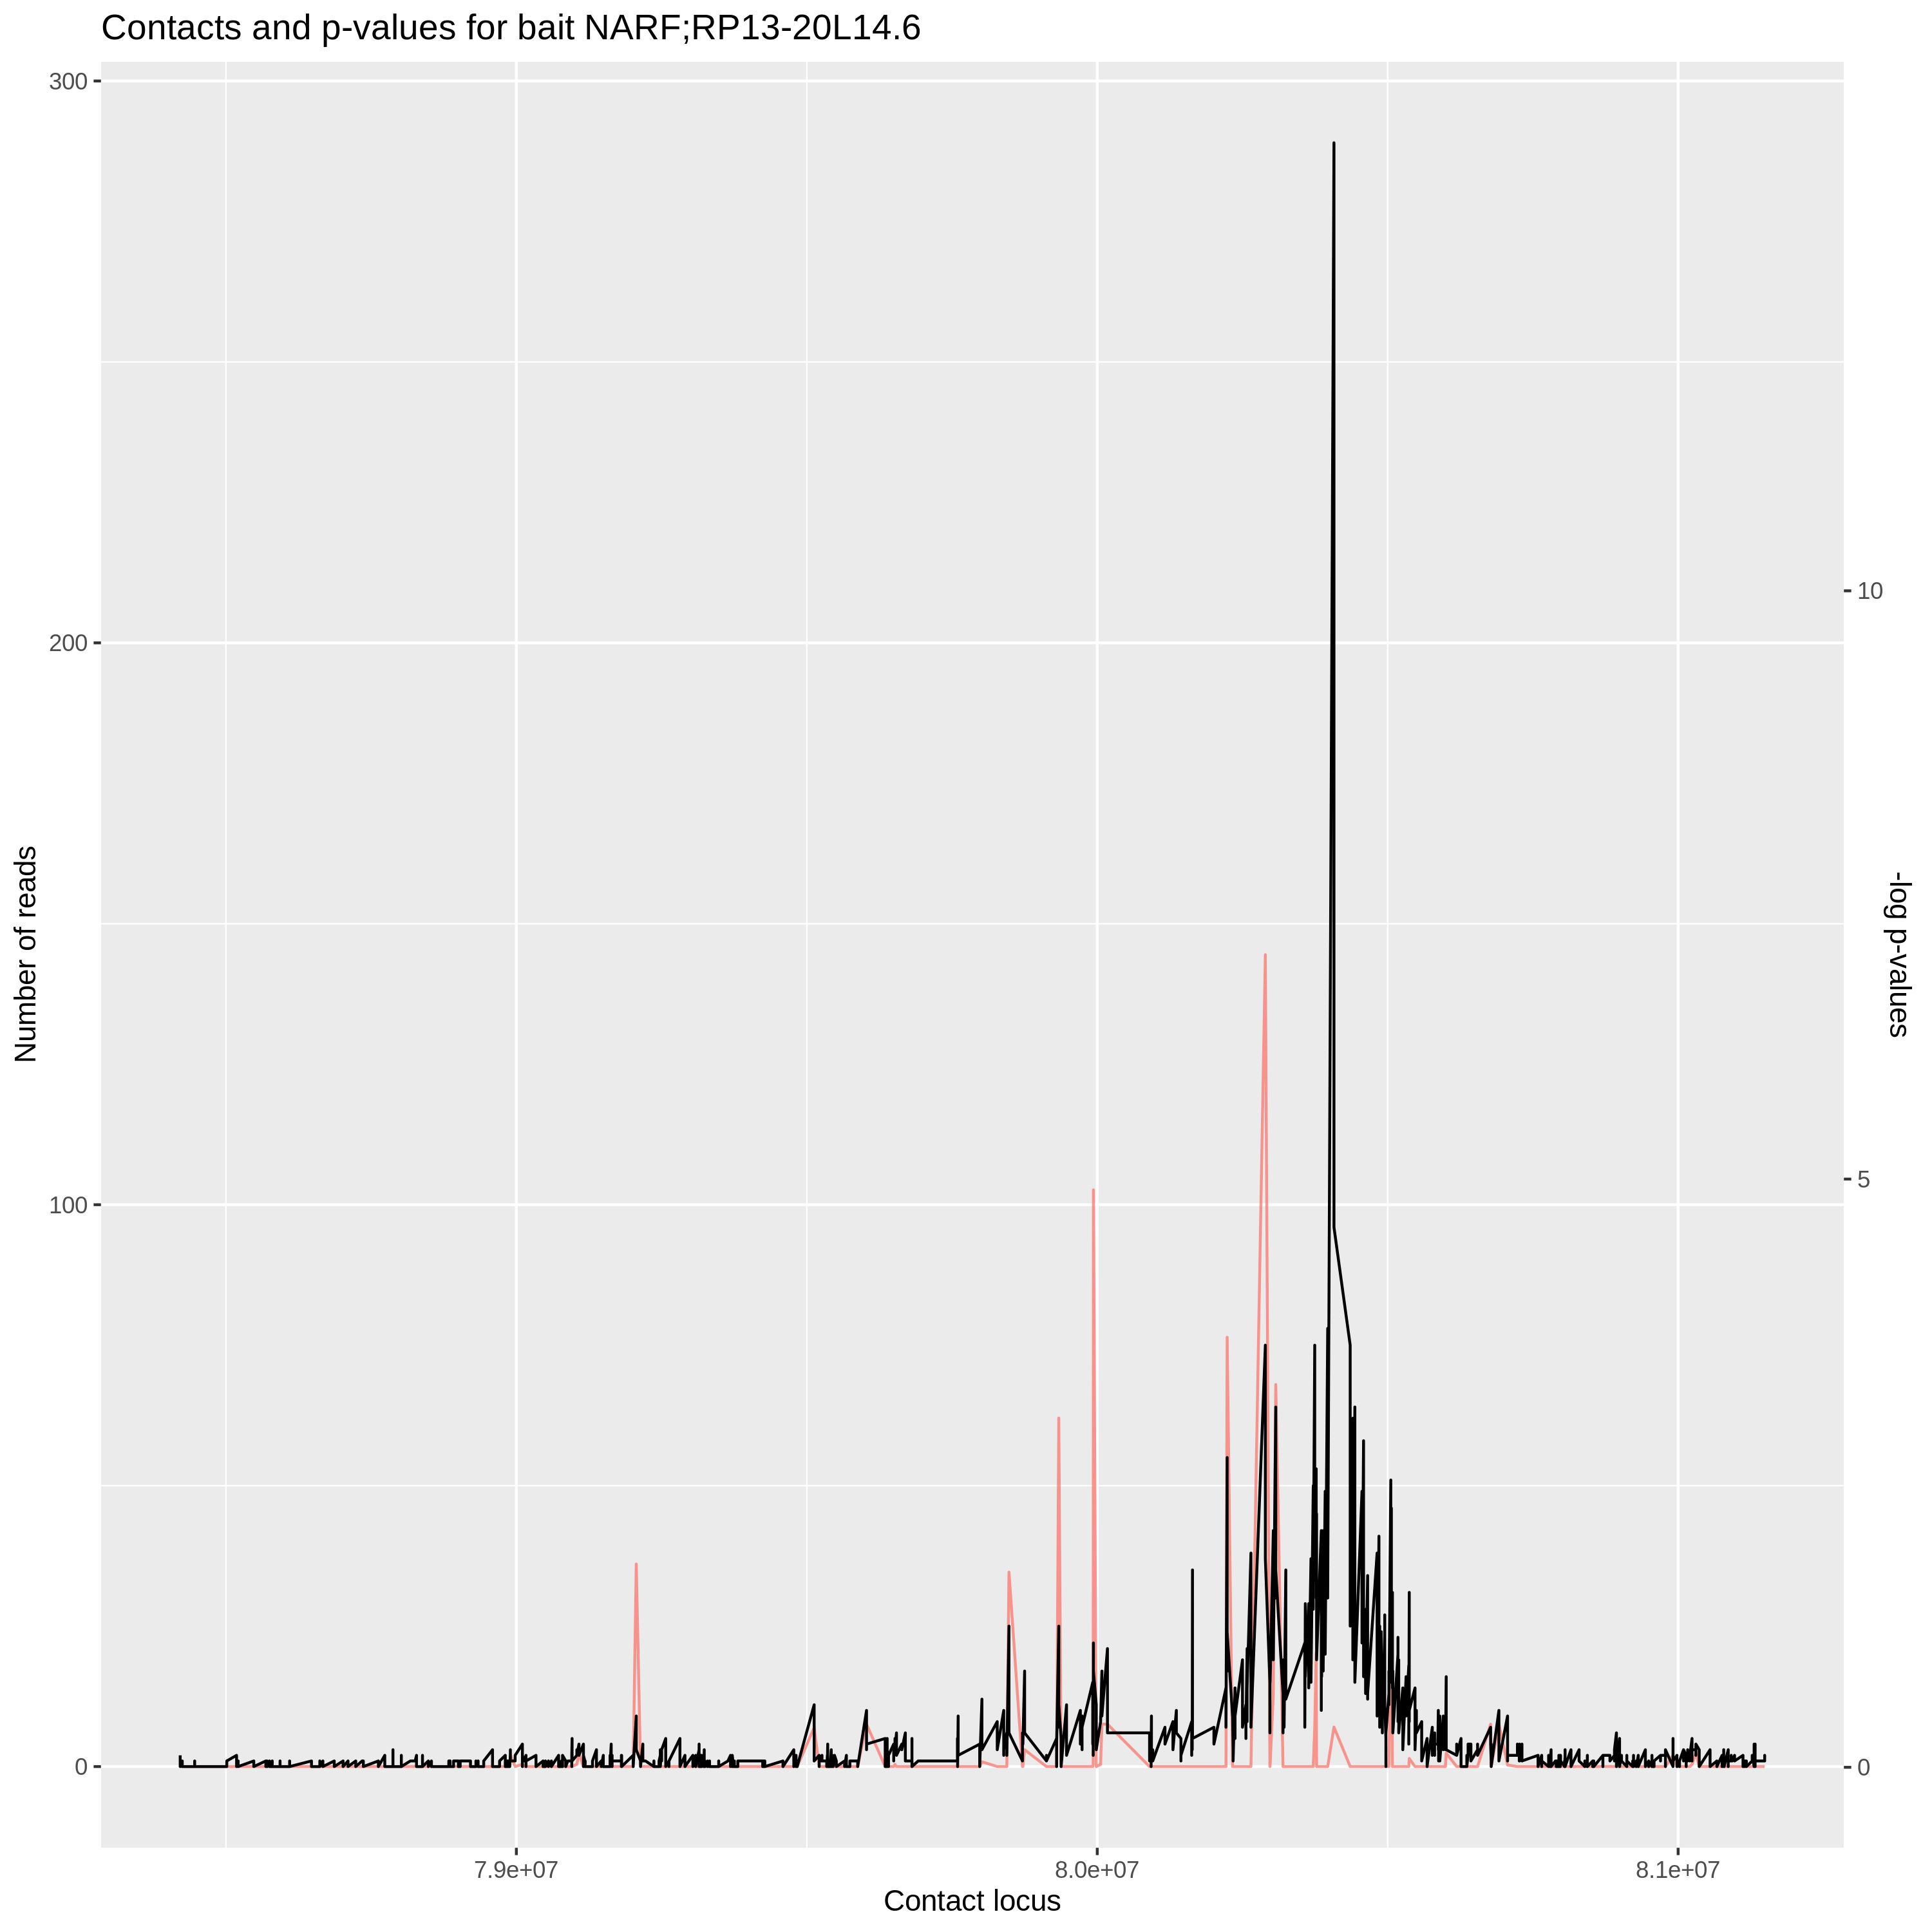 Contacts and p-values for bait NARF;RP13-20L14.6
300
200
100
0
Number of reads
10
5
0
-log p-values
7.9e+07
8.0e+07
8.1e+07
Contact locus